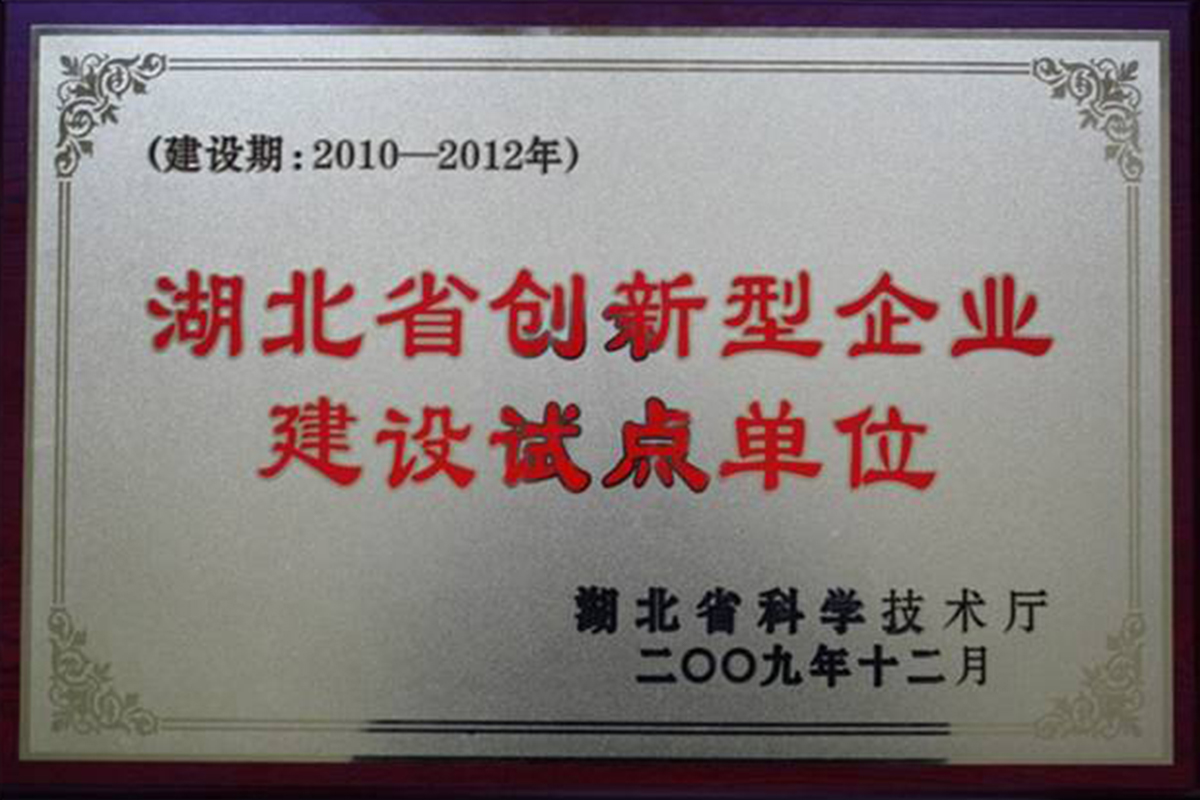 (建设期:2010—2012年)
湖北省创新型企业
建设试点单位
湖北省科学技术厅
二〇〇九年十二月